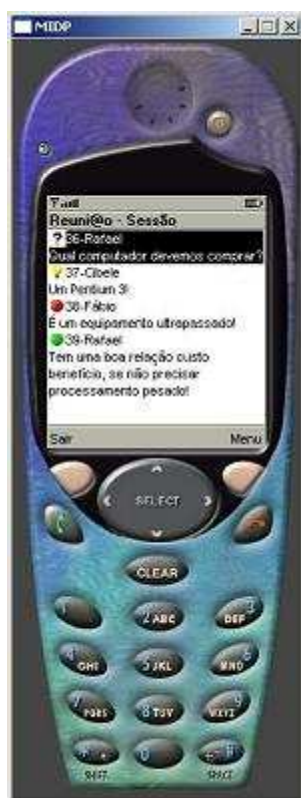 MIDP
Reuni@o - Sessão
36-Rafael
Qual computador devemos comprar?
37-Cibele
Um Pentium 3!
38-Fábio
É um equipamento ultrapassado!
39-Rafael
Tem uma boa relação custo
benefício, se não precisar
processamento pesado!
Sair Menu
SELECT
CLEAR
1 2 ABC 3 DEF
4 GHI 5 JKL 6 MNO
7 PQRS 8 TUV 9 WXYZ
* 0 #
SHIFT SPACE